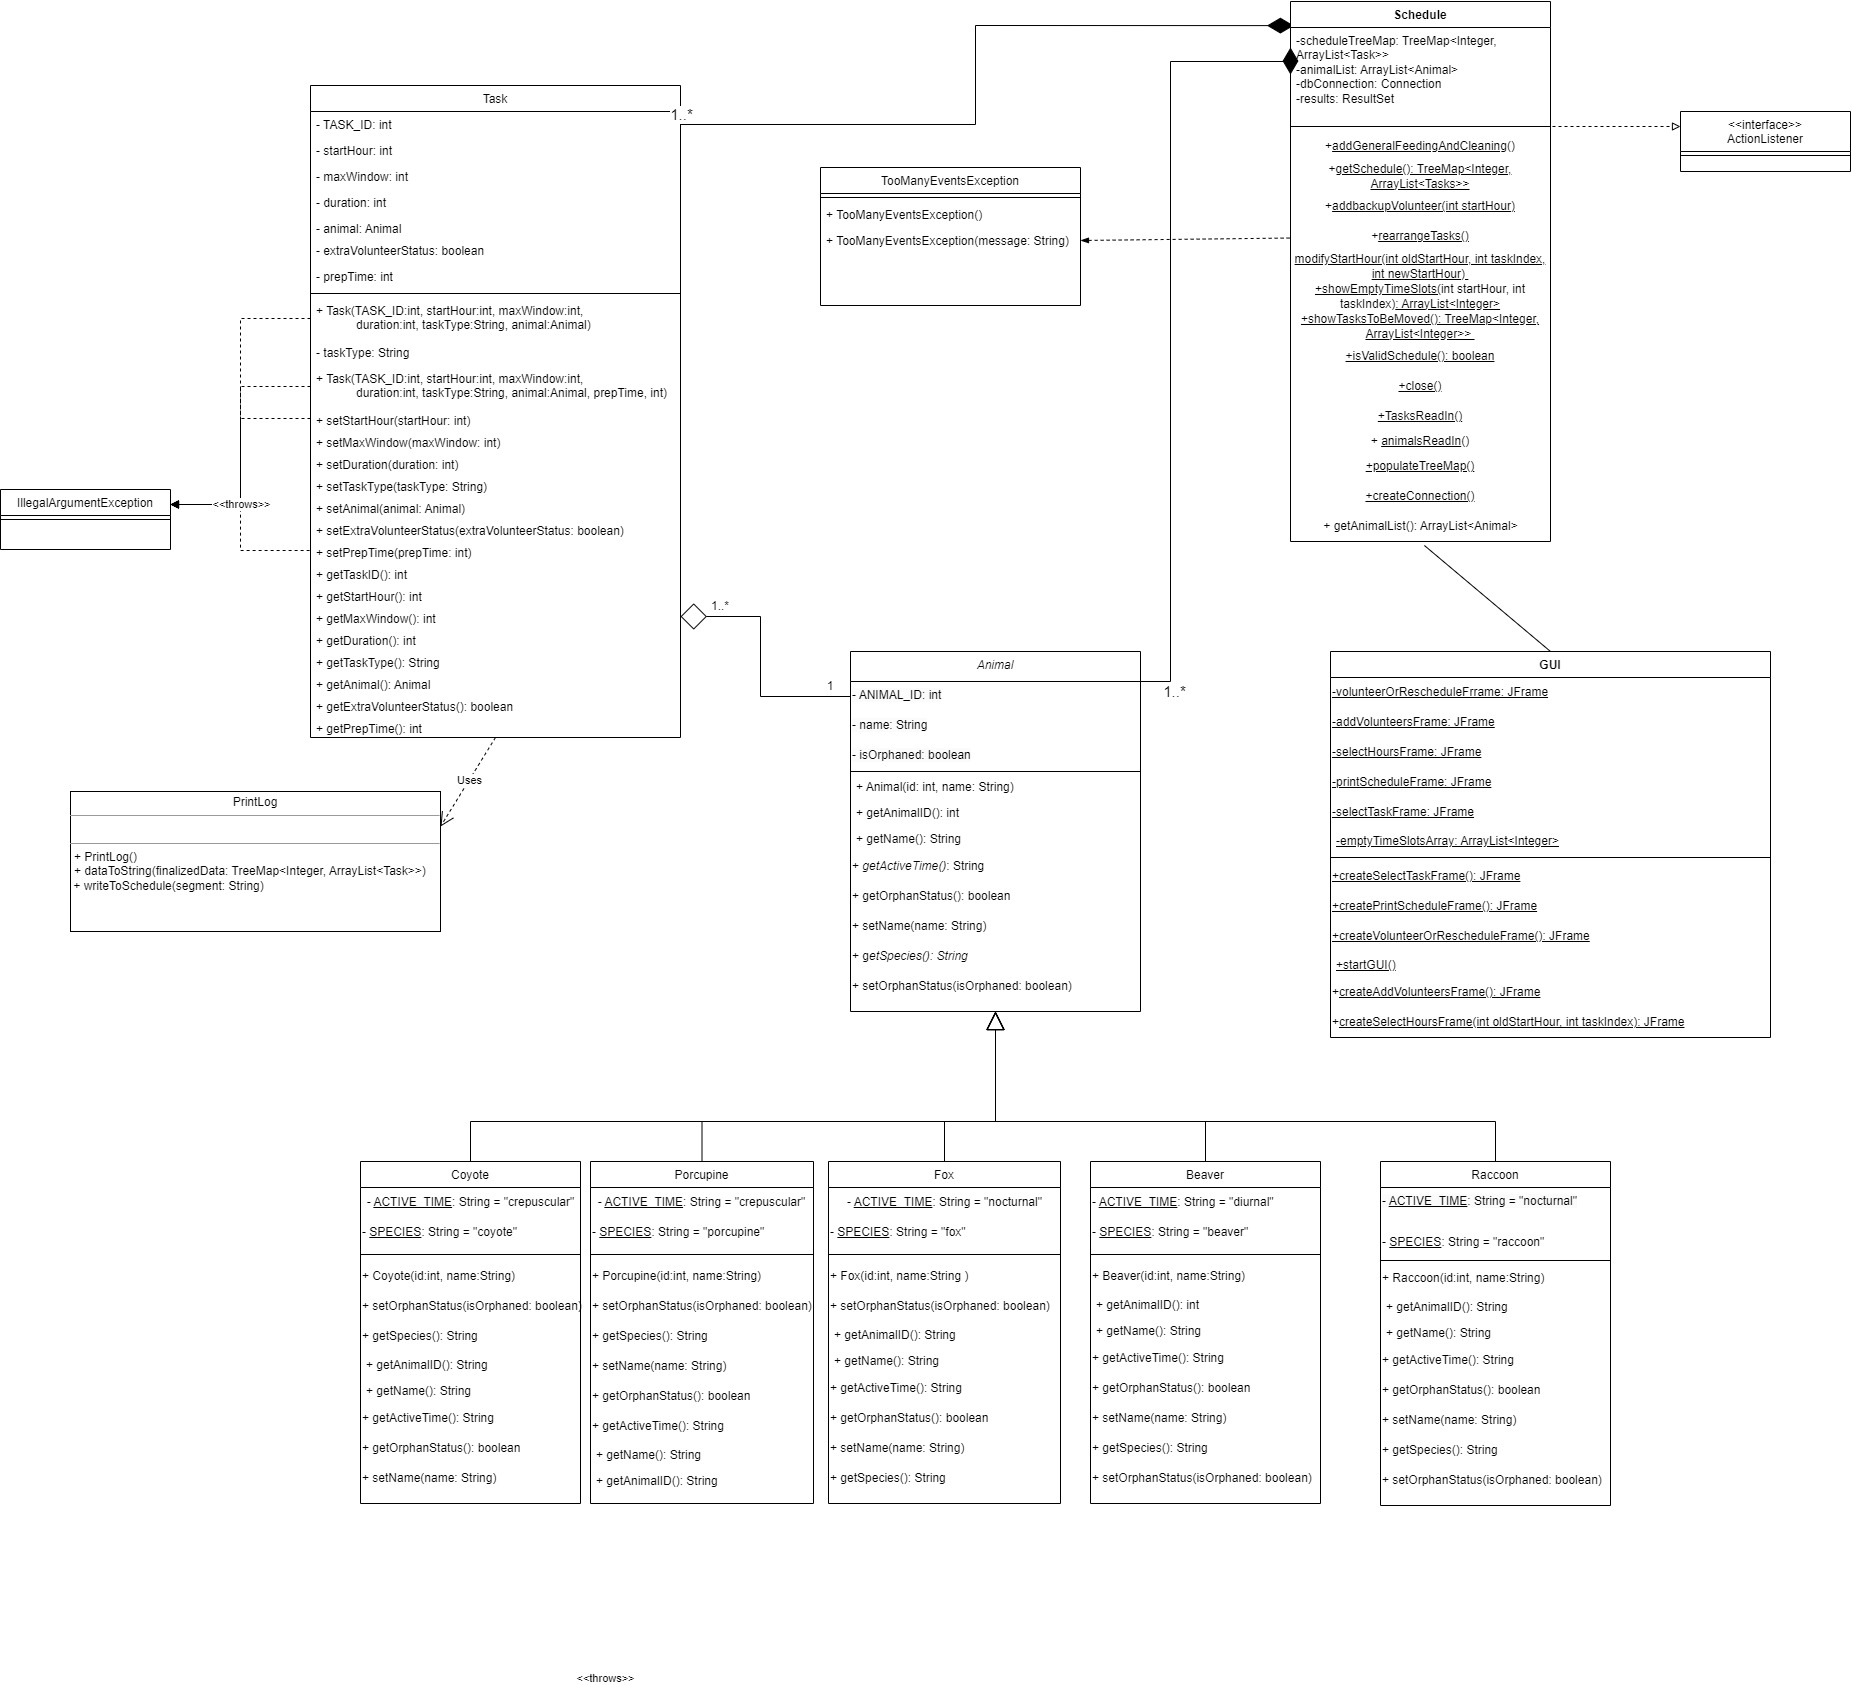 Schedule
-scheduleTreeMap: TreeMap<Integer,
ArrayList<Task>>
-animalList: ArrayList<Animal>
-dbConnection: Connection
-results: ResultSet
+addGeneralFeedingAndCleaning()
+getSchedule(): TreeMap<Integer,
ArrayList<Tasks>>
+addbackupVolunteer(int startHour)
+rearrangeTasks()
modifyStartHour(int oldStartHour, int taskIndex,
int newStartHour)
+showEmptyTimeSlots(int startHour, int
taskIndex): ArrayList<Integer>
+showTasksToBeMoved(): TreeMap<Integer,
ArrayList<Integer>>
+isValidSchedule(): boolean
+close()
+TasksReadIn()
+ animalsReadIn()
+populateTreeMap()
+createConnection()
+ getAnimalList(): ArrayList<Animal>
<<interface>>
ActionListener
Task
1..*
- TASK_ID: int
- startHour: int
- maxWindow: int
- duration: int
- animal: Animal
- extraVolunteerStatus: boolean
- prepTime: int
+ Task(TASK_ID:int, startHour:int, maxWindow:int,
duration:int, taskType:String, animal:Animal)
- taskType: String
+ Task(TASK_ID:int, startHour:int, maxWindow:int,
duration:int, taskType:String, animal:Animal, prepTime, int)
+ setStartHour(startHour: int)
+ setMaxWindow(maxWindow: int)
+ setDuration(duration: int)
+ setTaskType(taskType: String)
+ setAnimal(animal: Animal)
+ setExtraVolunteerStatus(extraVolunteerStatus: boolean)
+ setPrepTime(prepTime: int)
+ getTaskID(): int
+ getStartHour(): int
+ getMaxWindow(): int
+ getDuration(): int
+ getTaskType(): String
+ getAnimal(): Animal
+ getExtraVolunteerStatus(): boolean
+ getPrepTime(): int
TooManyEventsException
+ TooManyEventsException()
+ TooManyEventsException(message: String)
IllegalArgumentException
<<throws>>
1..*
1
1..*
Uses
PrintLog
+ PrintLog()
+ dataToString(finalizedData: TreeMap<Integer, ArrayList<Task>>)
+ writeToSchedule(segment: String)
Animal
- ANIMAL_ID: int
- name: String
- isOrphaned: boolean
+ Animal(id: int, name: String)
+ getAnimalID(): int
+ getName(): String
+ getActiveTime(): String
+ getOrphanStatus(): boolean
+ setName(name: String)
+ getSpecies(): String
+ setOrphanStatus(isOrphaned: boolean)
GUI
-volunteerOrRescheduleFrrame: JFrame
-addVolunteersFrame: JFrame
-selectHoursFrame: JFrame
-printScheduleFrame: JFrame
-selectTaskFrame: JFrame
-emptyTimeSlotsArray: ArrayList<Integer>
+createSelectTaskFrame(): JFrame
+createPrintScheduleFrame(): JFrame
+createVolunteerOrRescheduleFrame(): JFrame
+startGUI()
+createAddVolunteersFrame(): JFrame
+createSelectHoursFrame(int oldStartHour, int taskIndex): JFrame
Coyote
- ACTIVE_TIME: String = "crepuscular"
- SPECIES: String = "coyote"
+ Coyote(id:int, name:String)
+ setOrphanStatus(isOrphaned: boolean)
+ getSpecies(): String
+ getAnimalID(): String
+ getName(): String
+ getActiveTime(): String
+ getOrphanStatus(): boolean
+ setName(name: String)
Porcupine
- ACTIVE_TIME: String = "crepuscular"
- SPECIES: String = "porcupine"
+ Porcupine(id:int, name:String)
+ setOrphanStatus(isOrphaned: boolean)
+ getSpecies(): String
+ setName(name: String)
+ getOrphanStatus(): boolean
+ getActiveTime(): String
+ getName(): String
+ getAnimalID(): String
Fox
- ACTIVE_TIME: String = "nocturnal"
- SPECIES: String = "fox"
+ Fox(id:int, name:String )
+ setOrphanStatus(isOrphaned: boolean)
+ getAnimalID(): String
+ getName(): String
+ getActiveTime(): String
+ getOrphanStatus(): boolean
+ setName(name: String)
+ getSpecies(): String
Beaver
- ACTIVE_TIME: String = "diurnal"
- SPECIES: String = "beaver"
+ Beaver(id:int, name:String)
+ getAnimalID(): int
+ getName(): String
+ getActiveTime(): String
+ getOrphanStatus(): boolean
+ setName(name: String)
+ getSpecies(): String
+ setOrphanStatus(isOrphaned: boolean)
Raccoon
- ACTIVE_TIME: String = "nocturnal"
- SPECIES: String = "raccoon"
+ Raccoon(id:int, name:String)
+ getAnimalID(): String
+ getName(): String
+ getActiveTime(): String
+ getOrphanStatus(): boolean
+ setName(name: String)
+ getSpecies(): String
+ setOrphanStatus(isOrphaned: boolean)
<<throws>>